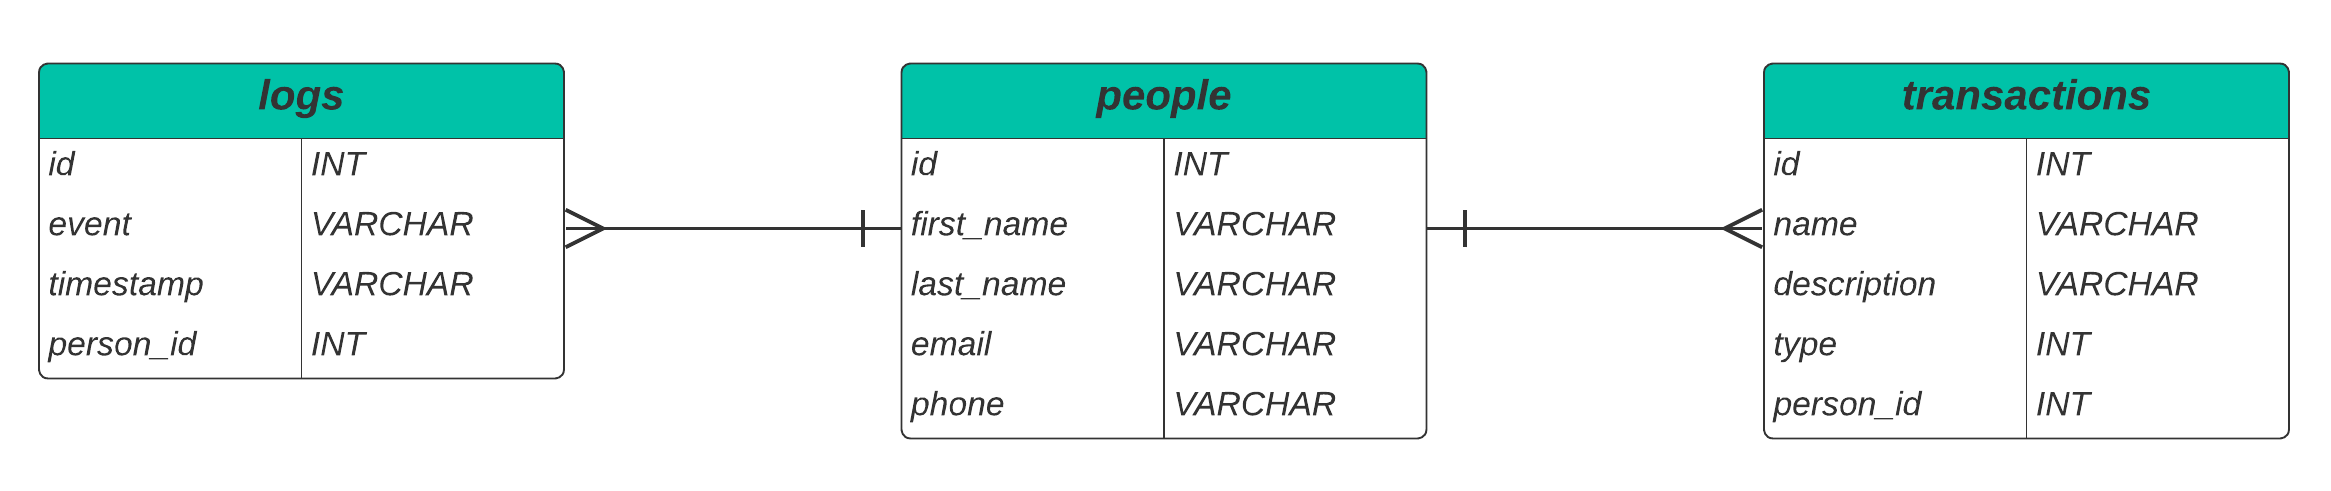 logs
id INT
event VARCHAR
timestamp VARCHAR
person_id INT
people
id INT
first_name VARCHAR
last_name VARCHAR
email VARCHAR
phone VARCHAR
transactions
id INT
name VARCHAR
description VARCHAR
type INT
person_id INT